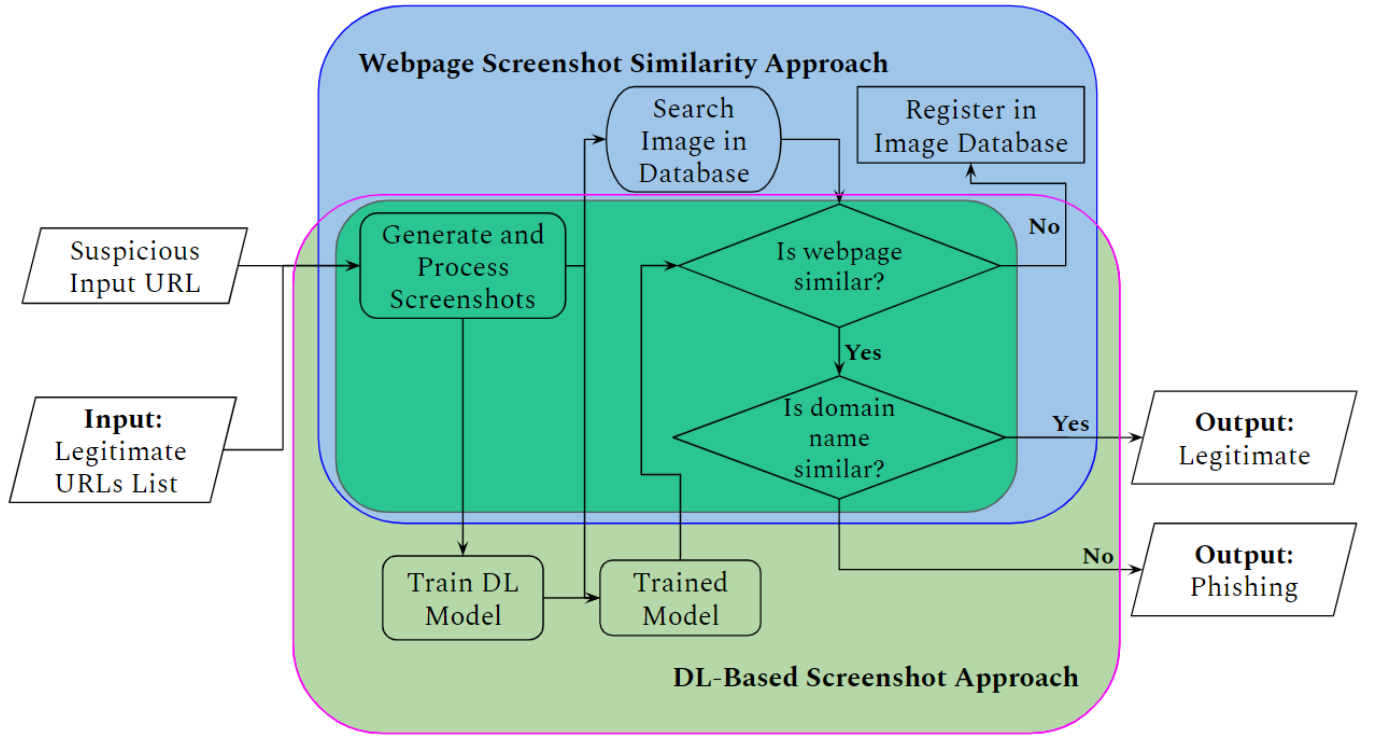 Webpage Screenshot Similarity Approach
Search
Image in
Database
Register in
Image Database
Suspicious
Input URL
Generate and
Process
Screenshots
Is webpage
similar?
No
Yes
Input:
Legitimate
URLs List
Is domain
name
similar?
Yes
Output:
Legitimate
No
Output:
Phishing
Train DL
Model
Trained
Model
DL-Based Screenshot Approach